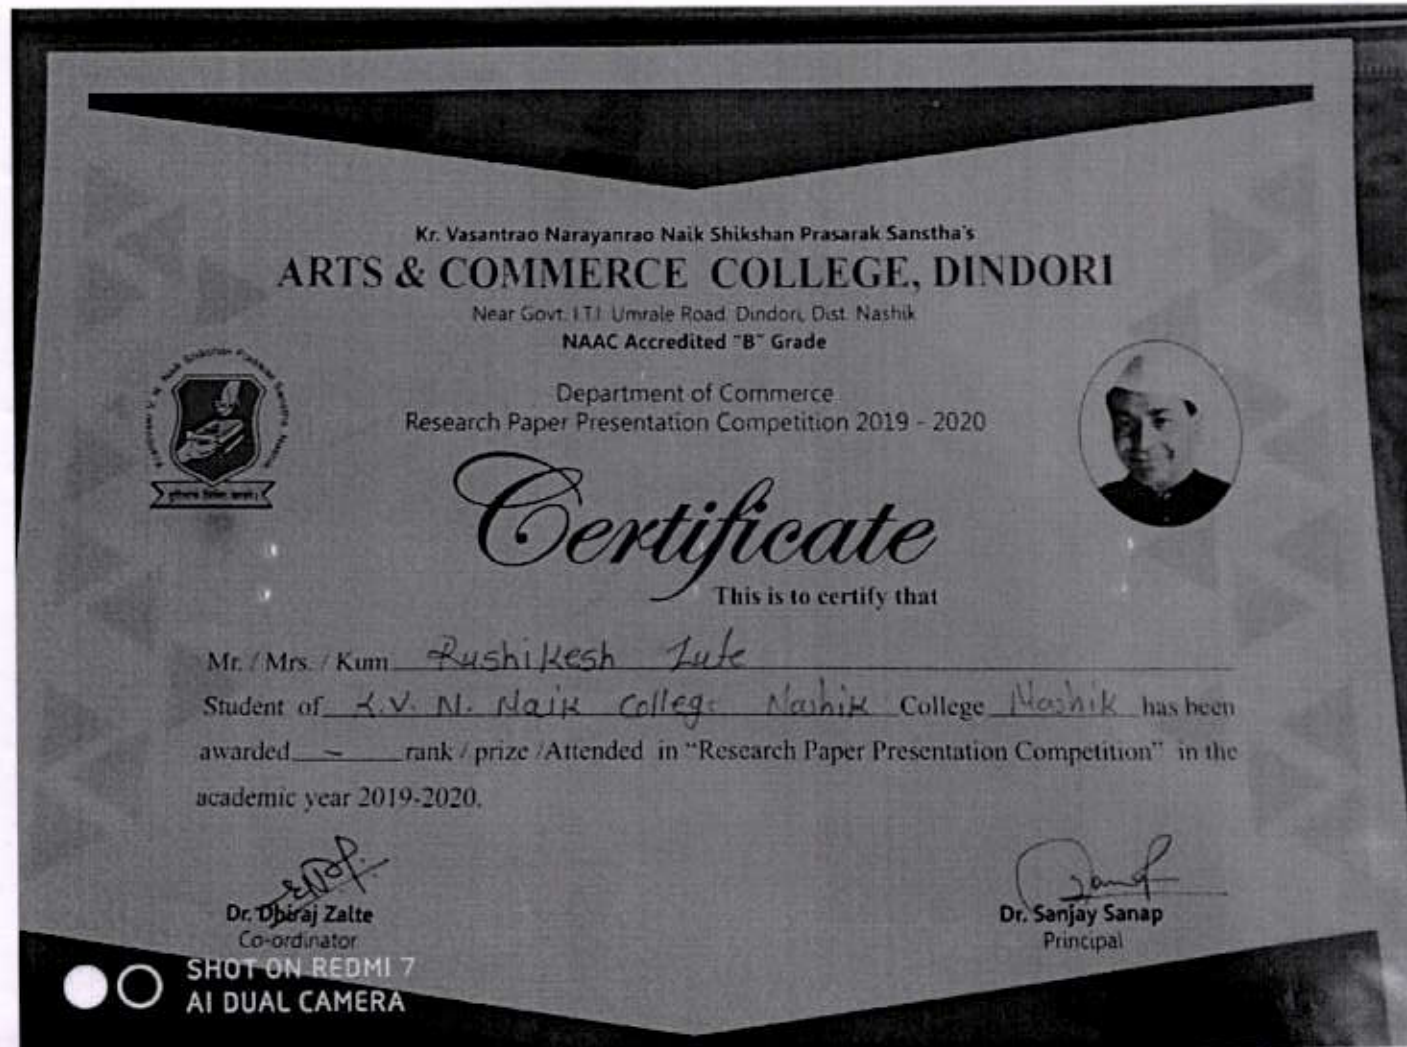 Kr. Vasantrao Narayanrao Naik Shikshan Prasarak Sanstha's
ARTS & COMMERCE COLLEGE, DINDORI
Near Govt. I.T.I. Umrale Road. Dindori, Dist. Nashik
NAAC Accredited "B" Grade
Department of Commerce
Research Paper Presentation Competition 2019 - 2020
Certificate
This is to certify that
Mr. / Mrs. / Kum Rushikesh Zute
Student of K.V. N. Naik College Nashik College Nashik has been
awarded – rank / prize /Attended in “Research Paper Presentation Competition” in the
academic year 2019-2020.
Dr. Dhiraj Zalte
Co-ordinator
Dr. Sanjay Sanap
Principal
SHOT ON REDMI 7
AI DUAL CAMERA